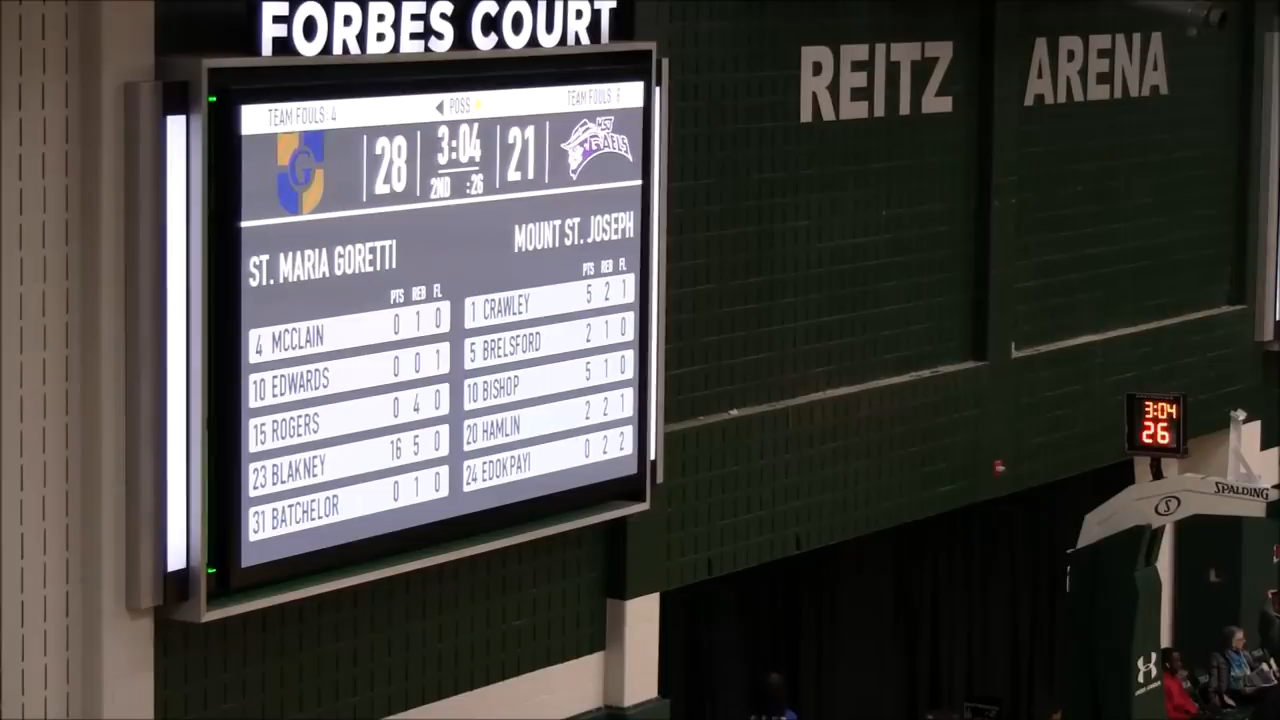 FORBES COURT
REITZ ARENA
TEAM FOULS: 4
POSS
TEAM FOULS: 6
G
28
3:04
2ND :26
21
MSJ
GAELS
ST. MARIA GORETTI
MOUNT ST. JOSEPH
PTS REB FL
4 MCCLAIN 0 1 0
10 EDWARDS 0 0 1
15 ROGERS 0 4 0
23 BLAKNEY 16 5 0
31 BATCHELOR 0 1 0
PTS REB FL
1 CRAWLEY 5 2 1
5 BRELSFORD 2 1 0
10 BISHOP 5 1 0
20 HAMLIN 2 2 1
24 EDOKPAYI 0 2 2
3:04
26
S
SPALDING
UNDER ARMOUR